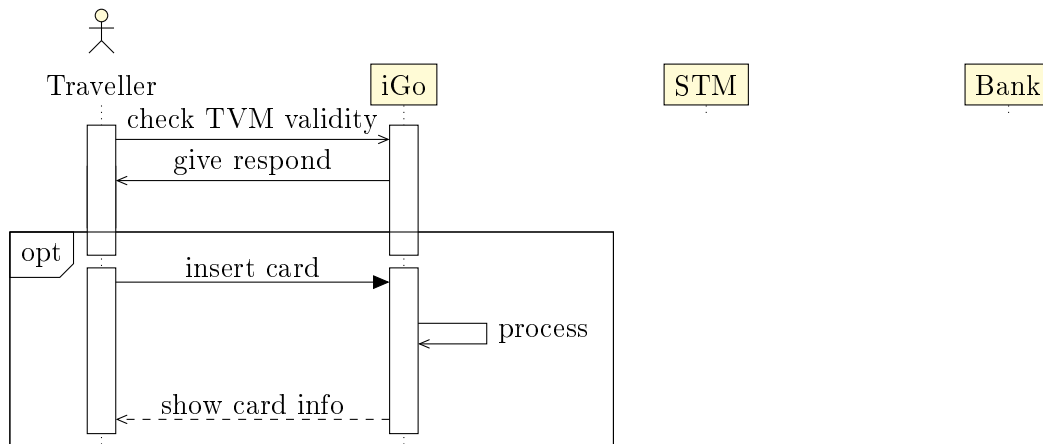 Traveller
iGo
STM
Bank
check TVM validity
give respond
opt
insert card
process
show card info